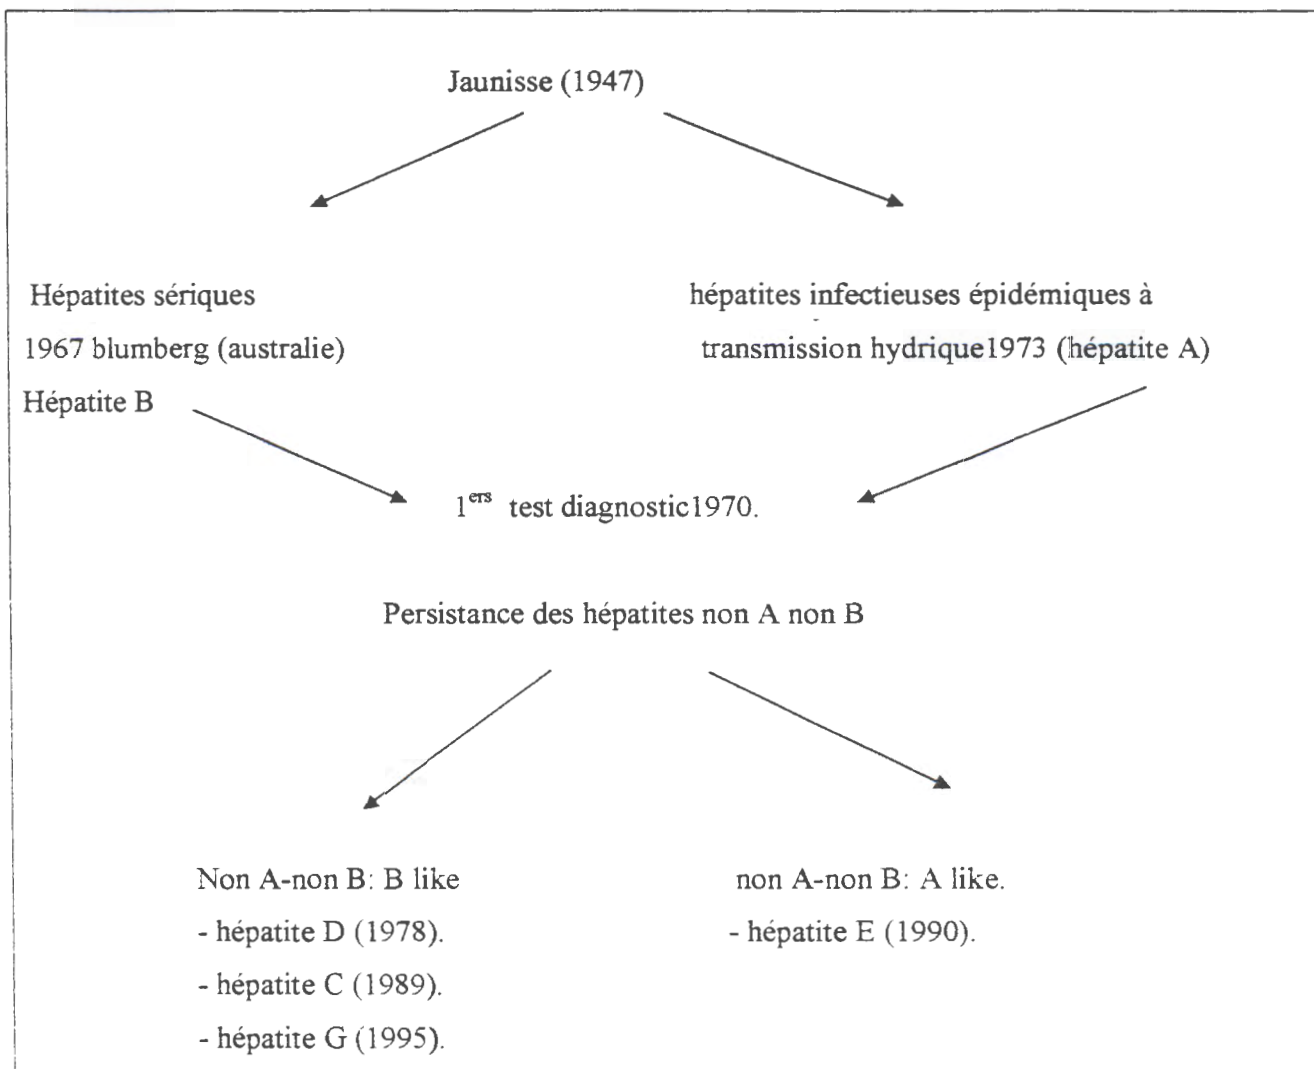 Jaunisse (1947)
Hépatites sériques
1967 blumberg (australie)
Hépatite B
hépatites infectieuses épidémiques à
transmission hydrique1973 (hépatite A)
1ers test diagnostic1970.
Persistance des hépatites non A non B
Non A-non B: B like
- hépatite D (1978).
- hépatite C (1989).
- hépatite G (1995).
non A-non B: A like.
- hépatite E (1990).